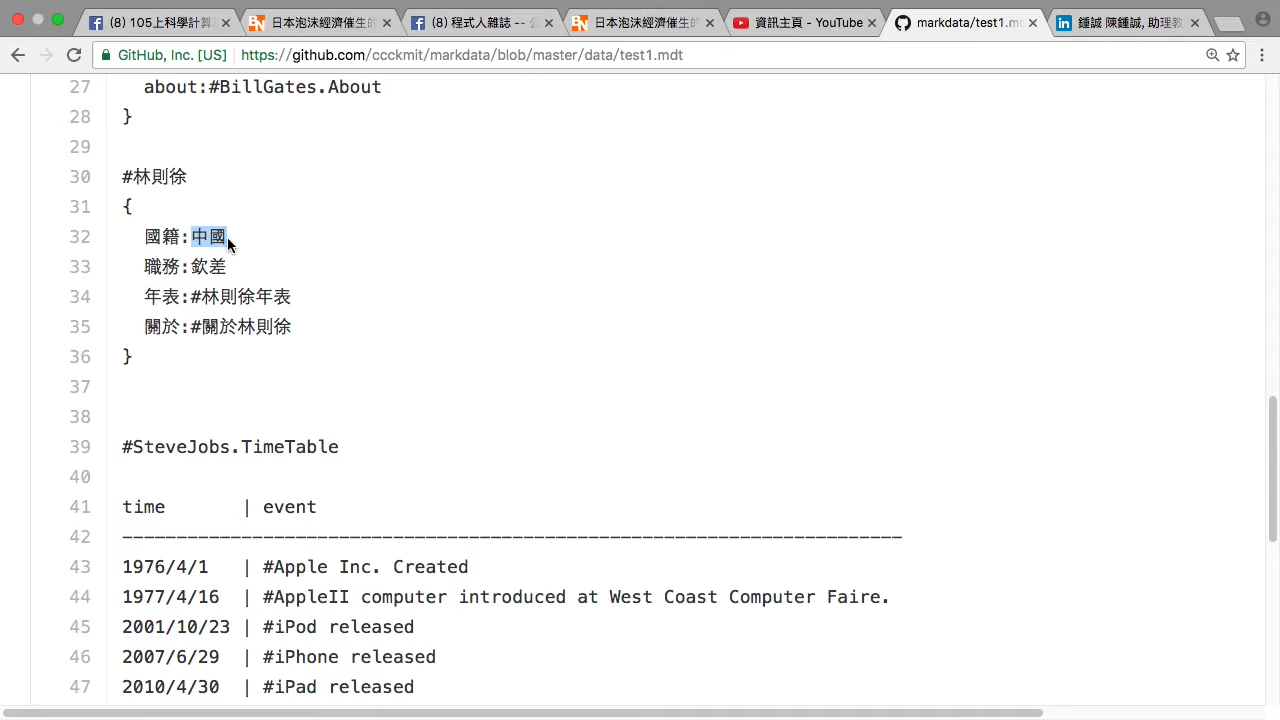 (8) 105上科學計算
日本泡沫經濟催生的
(8) 程式人雜誌 -- 公
日本泡沫經濟催生的
資訊主頁 - YouTube
markdata/test1.md
鍾誠 陳鍾誠, 助理教
GitHub, Inc. [US] https://github.com/ccckmit/markdata/blob/master/data/test1.mdt
27 about:#BillGates.About
28 }
29
30 #林則徐
31 {
32 國籍:中國
33 職務:欽差
34 年表:#林則徐年表
35 關於:#關於林則徐
36 }
37
38
39 #SteveJobs.TimeTable
40
41 time | event
42 ------------------------------------------------------------------------
43 1976/4/1 | #Apple Inc. Created
44 1977/4/16 | #AppleII computer introduced at West Coast Computer Faire.
45 2001/10/23 | #iPod released
46 2007/6/29 | #iPhone released
47 2010/4/30 | #iPad released